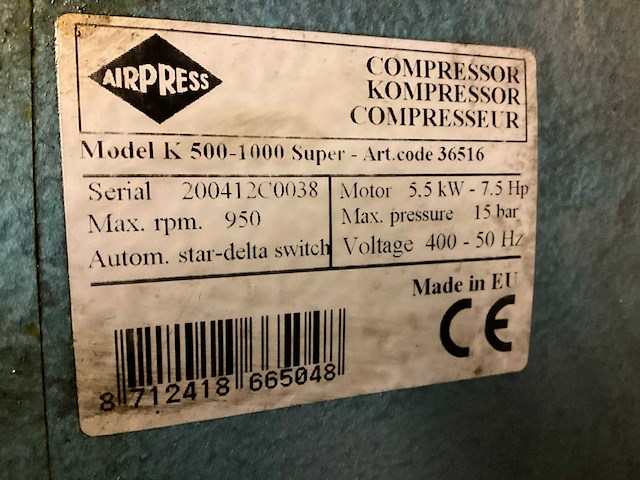 AIRPRESS
COMPRESSOR
KOMPRESSOR
COMPRESSEUR
Model K 500-1000 Super - Art.code 36516
Serial 200412C0038
Max. rpm. 950
Autom. star-delta switch
Motor 5,5 kW - 7.5 Hp
Max. pressure 15 bar
Voltage 400 - 50 Hz
Made in EU
CE
8 712418 665048